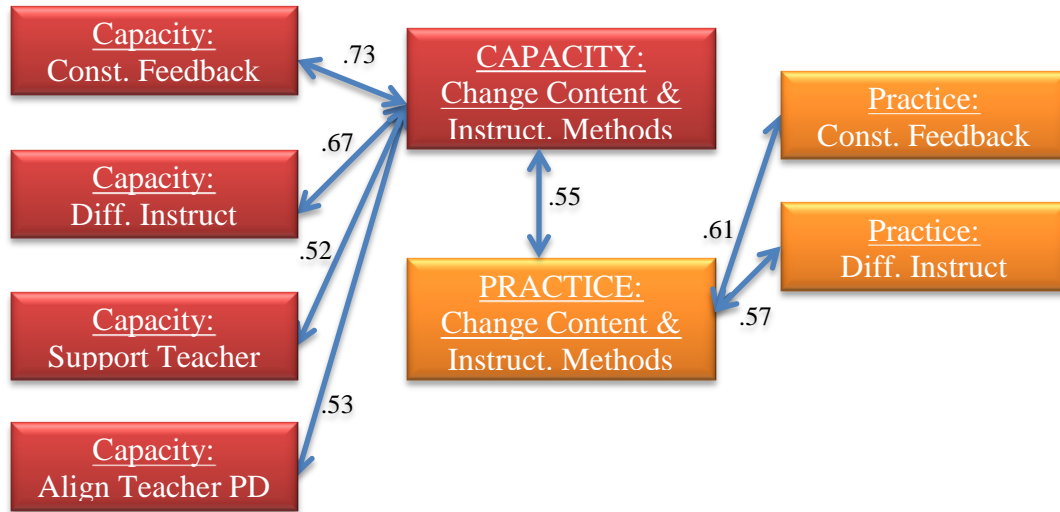 Capacity:
Const. Feedback
.73
CAPACITY:
Change Content &
Instruct. Methods
Practice:
Const. Feedback
Capacity:
Diff. Instruct
.67
.55
.61
Practice:
Diff. Instruct
.52
PRACTICE:
Change Content &
Instruct. Methods
.57
Capacity:
Support Teacher
.53
Capacity:
Align Teacher PD